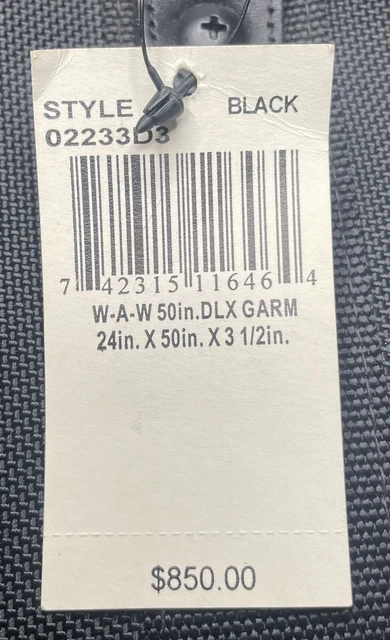 STYLE BLACK
02233D3
7 42315 11646 4
W-A-W 50in.DLX GARM
24in. X 50in. X 3 1/2in.
$850.00